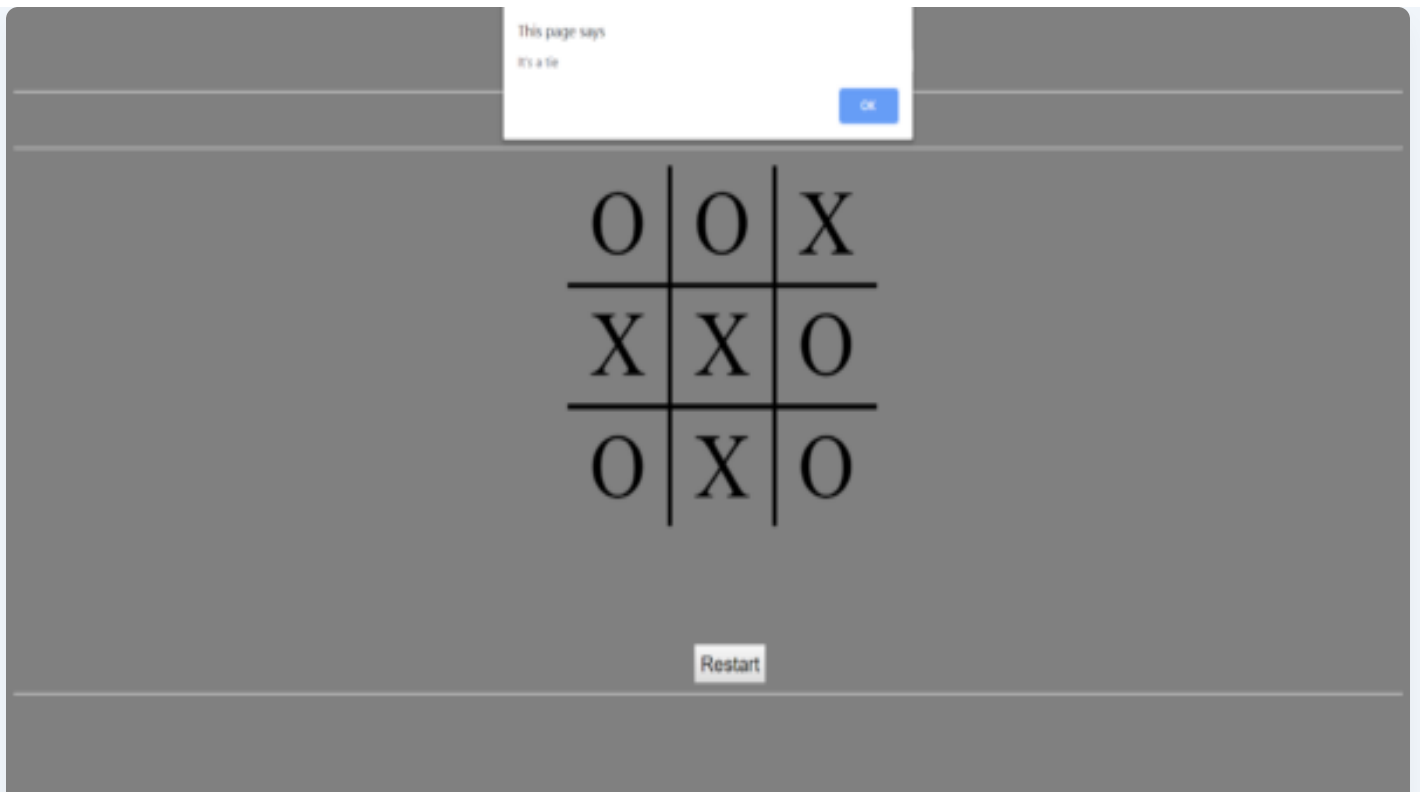 This page says
It's a tie
OK
O O X
X X O
O X O
Restart